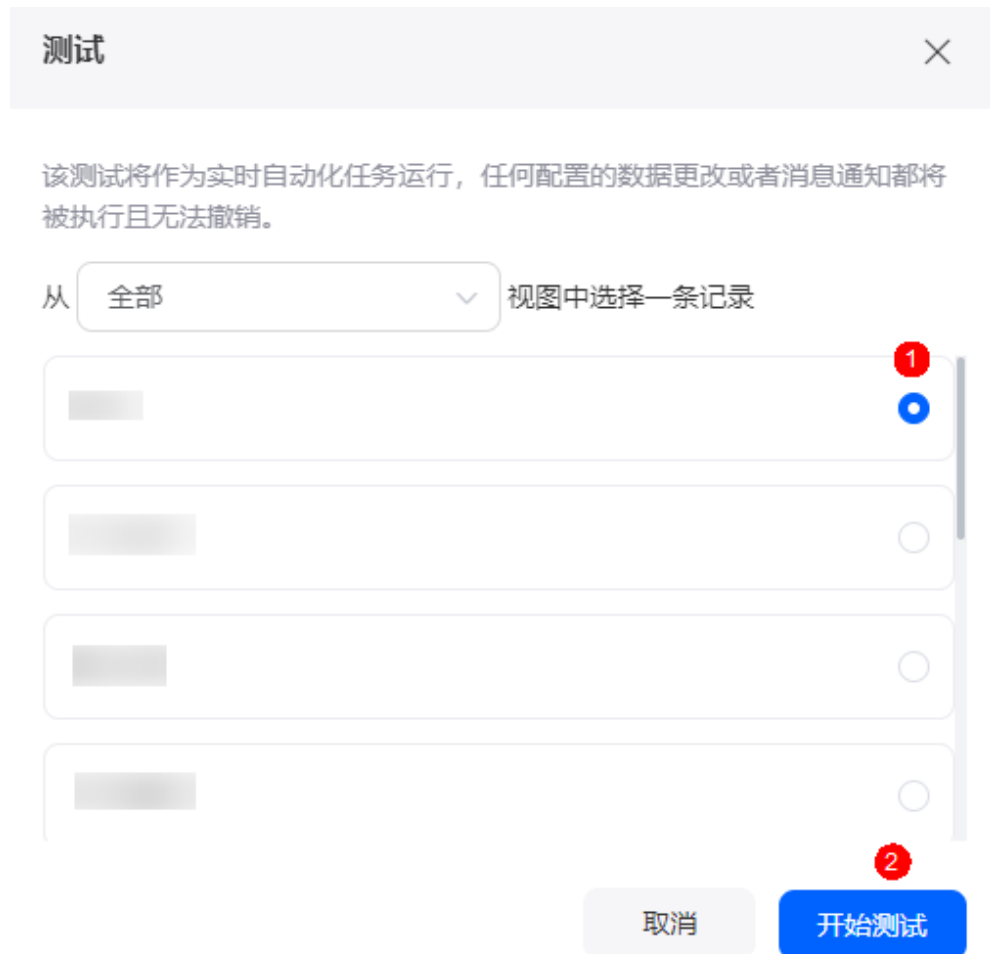 测试
该测试将作为实时自动化任务运行，任何配置的数据更改或者消息通知都将
被执行且无法撤销。
从 全部 视图中选择一条记录
1
2
取消 开始测试